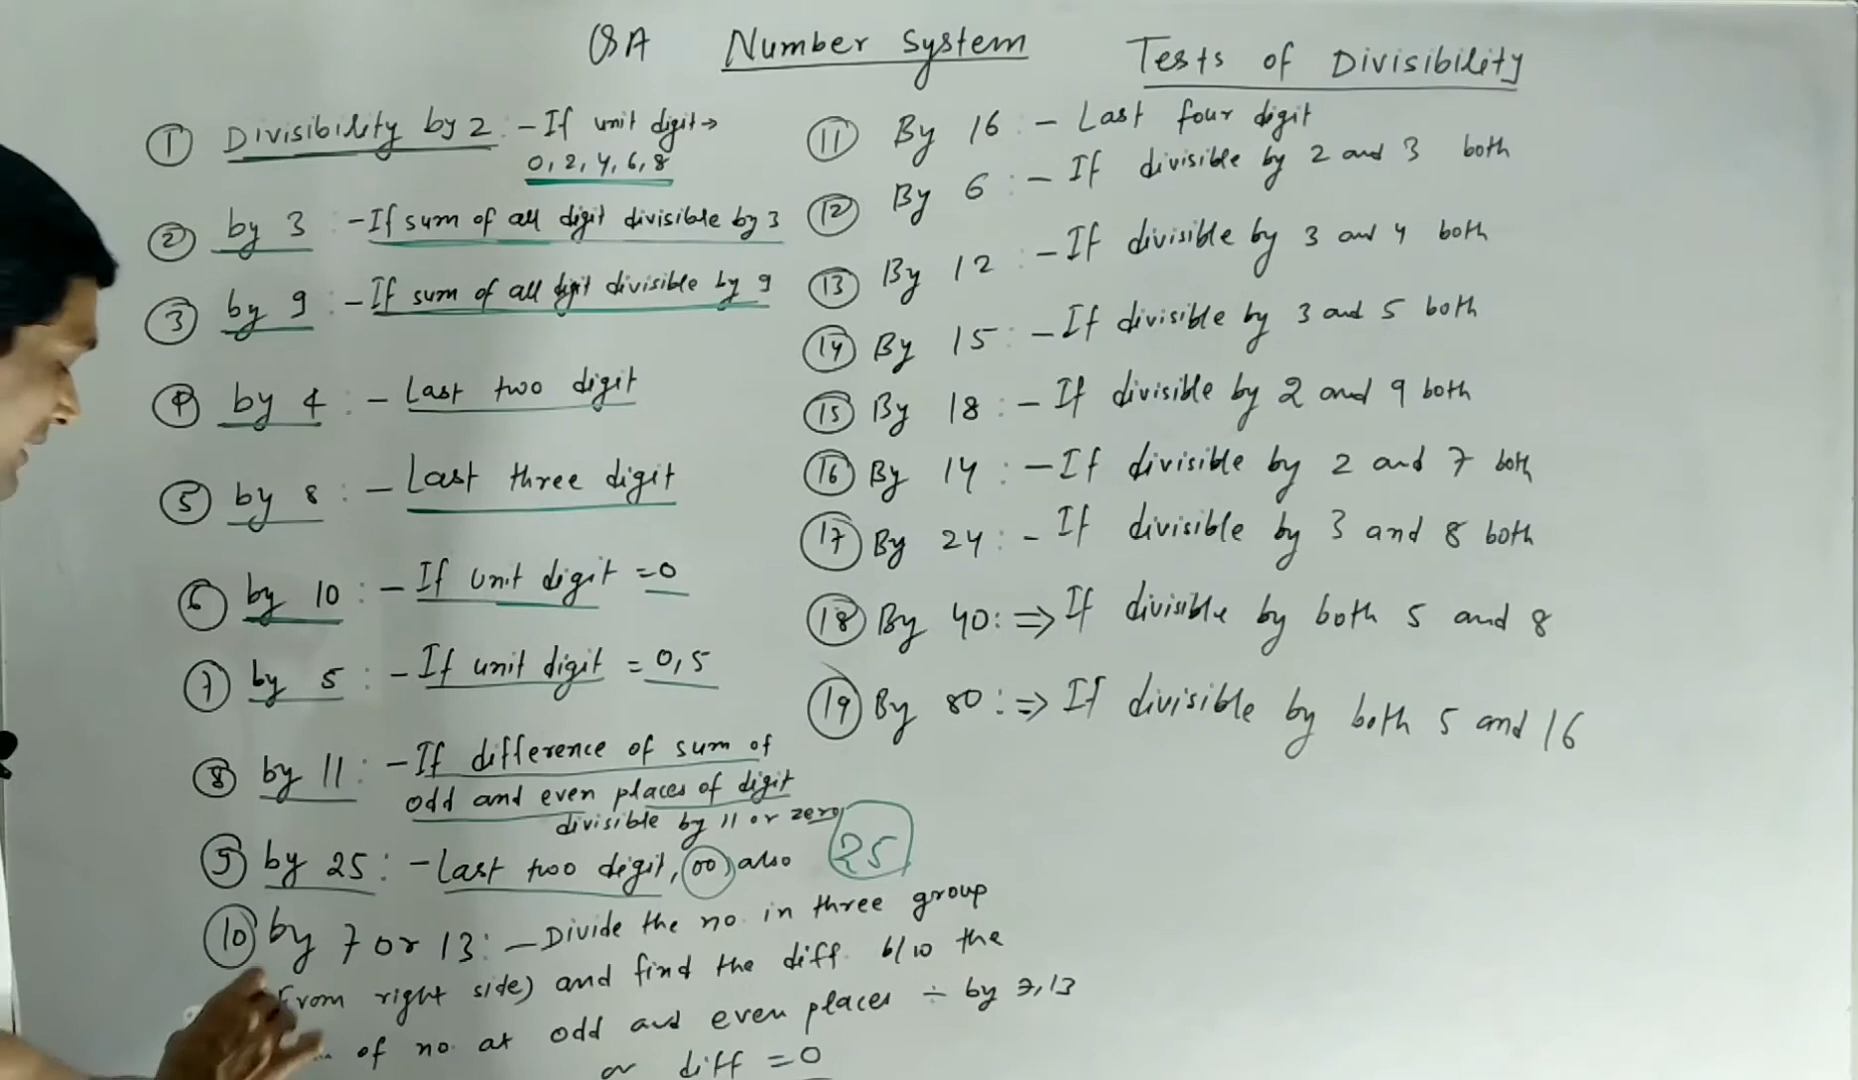 QA Number System Tests of Divisibility
① Divisibility by 2 :- If unit digit →
0, 2, 4, 6, 8
② by 3 :- If sum of all digit divisible by 3
③ by 9 :- If sum of all digit divisible by 9
④ by 4 :- Last two digit
⑤ by 8 :- Last three digit
⑥ by 10 :- If unit digit = 0
⑦ by 5 :- If unit digit = 0, 5
⑧ by 11 :- If difference of sum of
odd and even places of digit
divisible by 11 or zero
⑨ by 25 :- Last two digit, 00 also 25
⑩ by 7 or 13 :- Divide the no. in three group
From right side) and find the diff. b/w the
of no. at odd and even places ÷ by 7, 13
or diff = 0
⑪ By 16 :- Last four digit
⑫ By 6 :- If divisible by 2 and 3 both
⑬ By 12 :- If divisible by 3 and 4 both
⑭ By 15 :- If divisible by 3 and 5 both
⑮ By 18 :- If divisible by 2 and 9 both
⑯ By 14 :- If divisible by 2 and 7 both
⑰ By 24 :- If divisible by 3 and 8 both
⑱ By 40: ⇒ If divisible by both 5 and 8
⑲ By 80: ⇒ If divisible by both 5 and 16